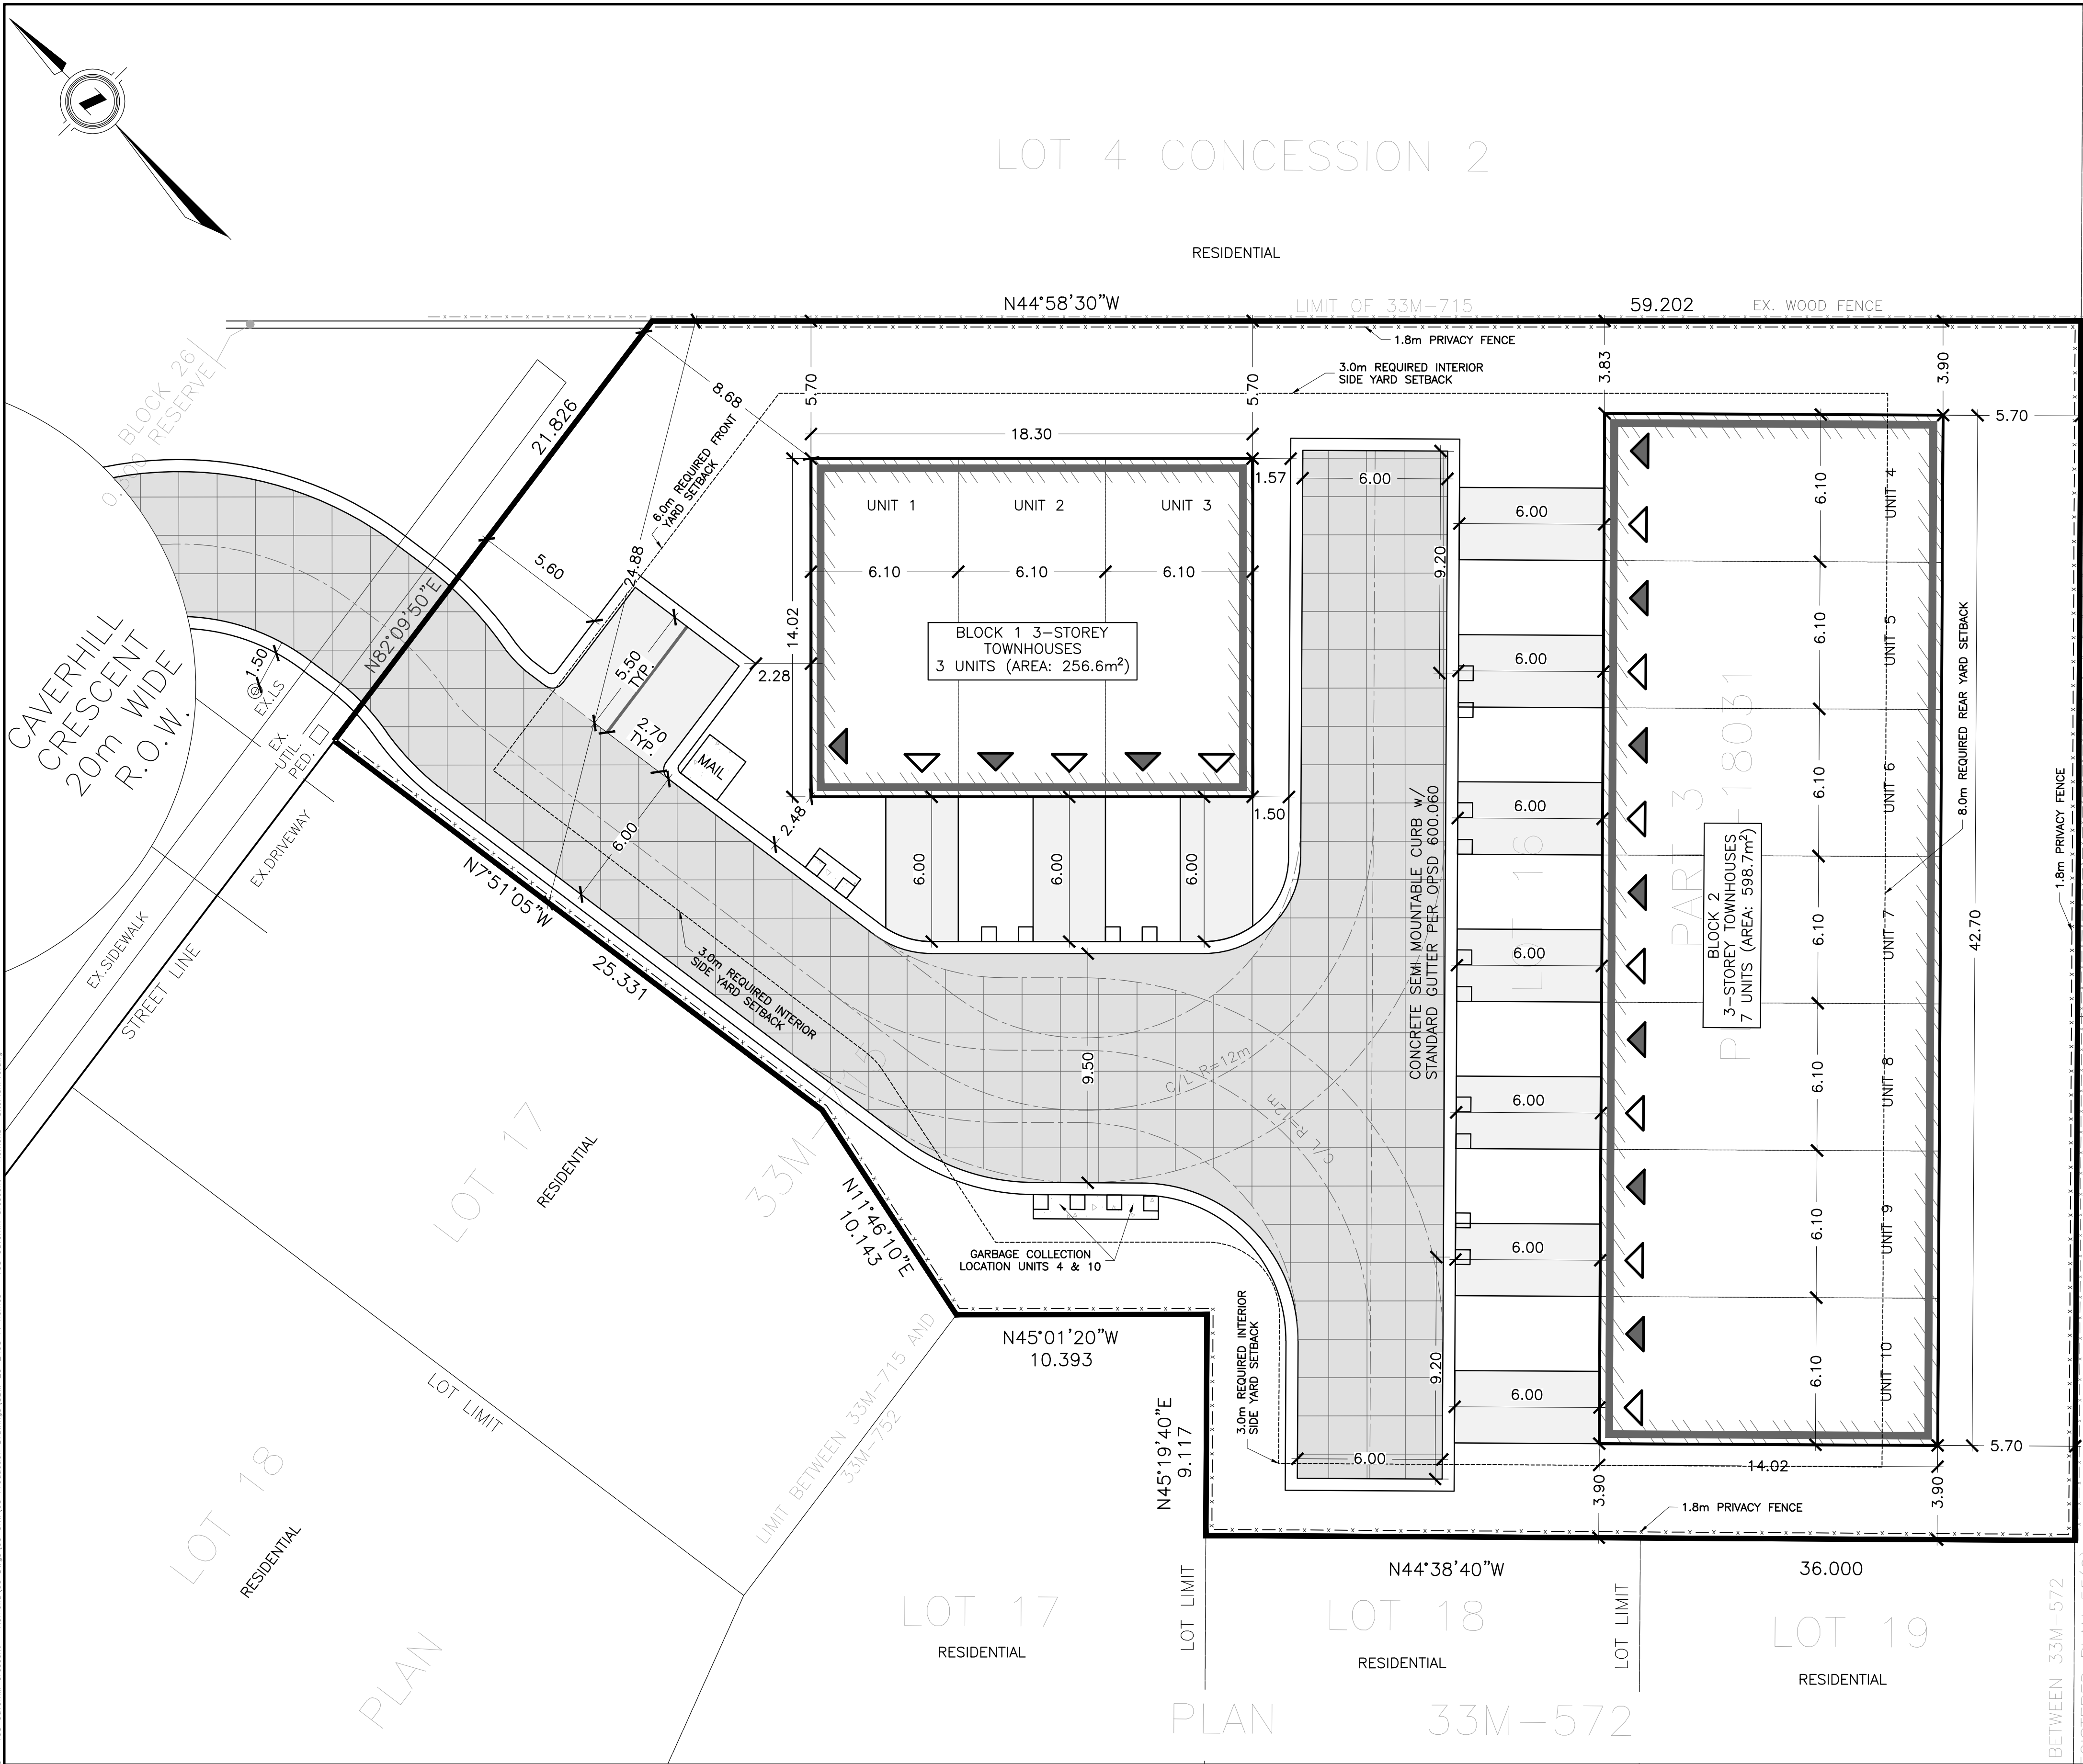 LOT 4 CONCESSION 2
RESIDENTIAL
N44°58'30"W
LIMIT OF 33M-715
59.202
EX. WOOD FENCE
1.8m PRIVACY FENCE
3.0m REQUIRED INTERIOR
SIDE YARD SETBACK
BLOCK 26
RESERVE
21.826
8.68
5.70
5.70
3.83
3.90
5.70
6.0m REQUIRED FRONT
YARD SETBACK
18.30
1.57
6.00
UNIT 1
UNIT 2
UNIT 3
6.10
6.10
6.10
14.02
BLOCK 1 3-STOREY
TOWNHOUSES
3 UNITS (AREA: 256.6m²)
5.60
24.88
N82°09'50"E
5.50
TYP.
2.70
TYP.
MAIL
2.28
2.48
6.00
1.50
6.00
6.00
6.00
9.20
6.00
6.00
6.00
6.00
6.00
6.00
6.00
6.10
6.10
6.10
6.10
6.10
6.10
6.10
UNIT 4
UNIT 5
UNIT 6
UNIT 7
UNIT 8
UNIT 9
UNIT 10
8.0m REQUIRED REAR YARD SETBACK
1.8m PRIVACY FENCE
42.70
PART 3
LOT 16
BLOCK 2
3-STOREY TOWNHOUSES
7 UNITS (AREA: 598.7m²)
CONCRETE SEMI MOUNTABLE CURB w/
STANDARD GUTTER PER OPSD 600.060
CAVERHILL
CRESCENT
20m WIDE
R.O.W.
1.50
EX.LS
EX.
UTIL.
PED.
EX.DRIVEWAY
EX.SIDEWALK
STREET LINE
N7°51'05"W
25.331
3.0m REQUIRED INTERIOR
SIDE YARD SETBACK
9.50
C/L R=12m
C/L R=12m
LOT 17
RESIDENTIAL
N11°46'10"E
10.143
GARBAGE COLLECTION
LOCATION UNITS 4 & 10
N45°01'20"W
10.393
3.0m REQUIRED INTERIOR
SIDE YARD SETBACK
N45°19'40"E
9.117
9.20
6.00
14.02
5.70
3.90
3.90
1.8m PRIVACY FENCE
LOT LIMIT
LIMIT BETWEEN 33M-715 AND
33M-752
LOT 18
RESIDENTIAL
N44°38'40"W
36.000
LOT LIMIT
LOT LIMIT
LOT 17
RESIDENTIAL
LOT 18
RESIDENTIAL
LOT 19
RESIDENTIAL
PLAN
PLAN 33M-572
BETWEEN 33M-572